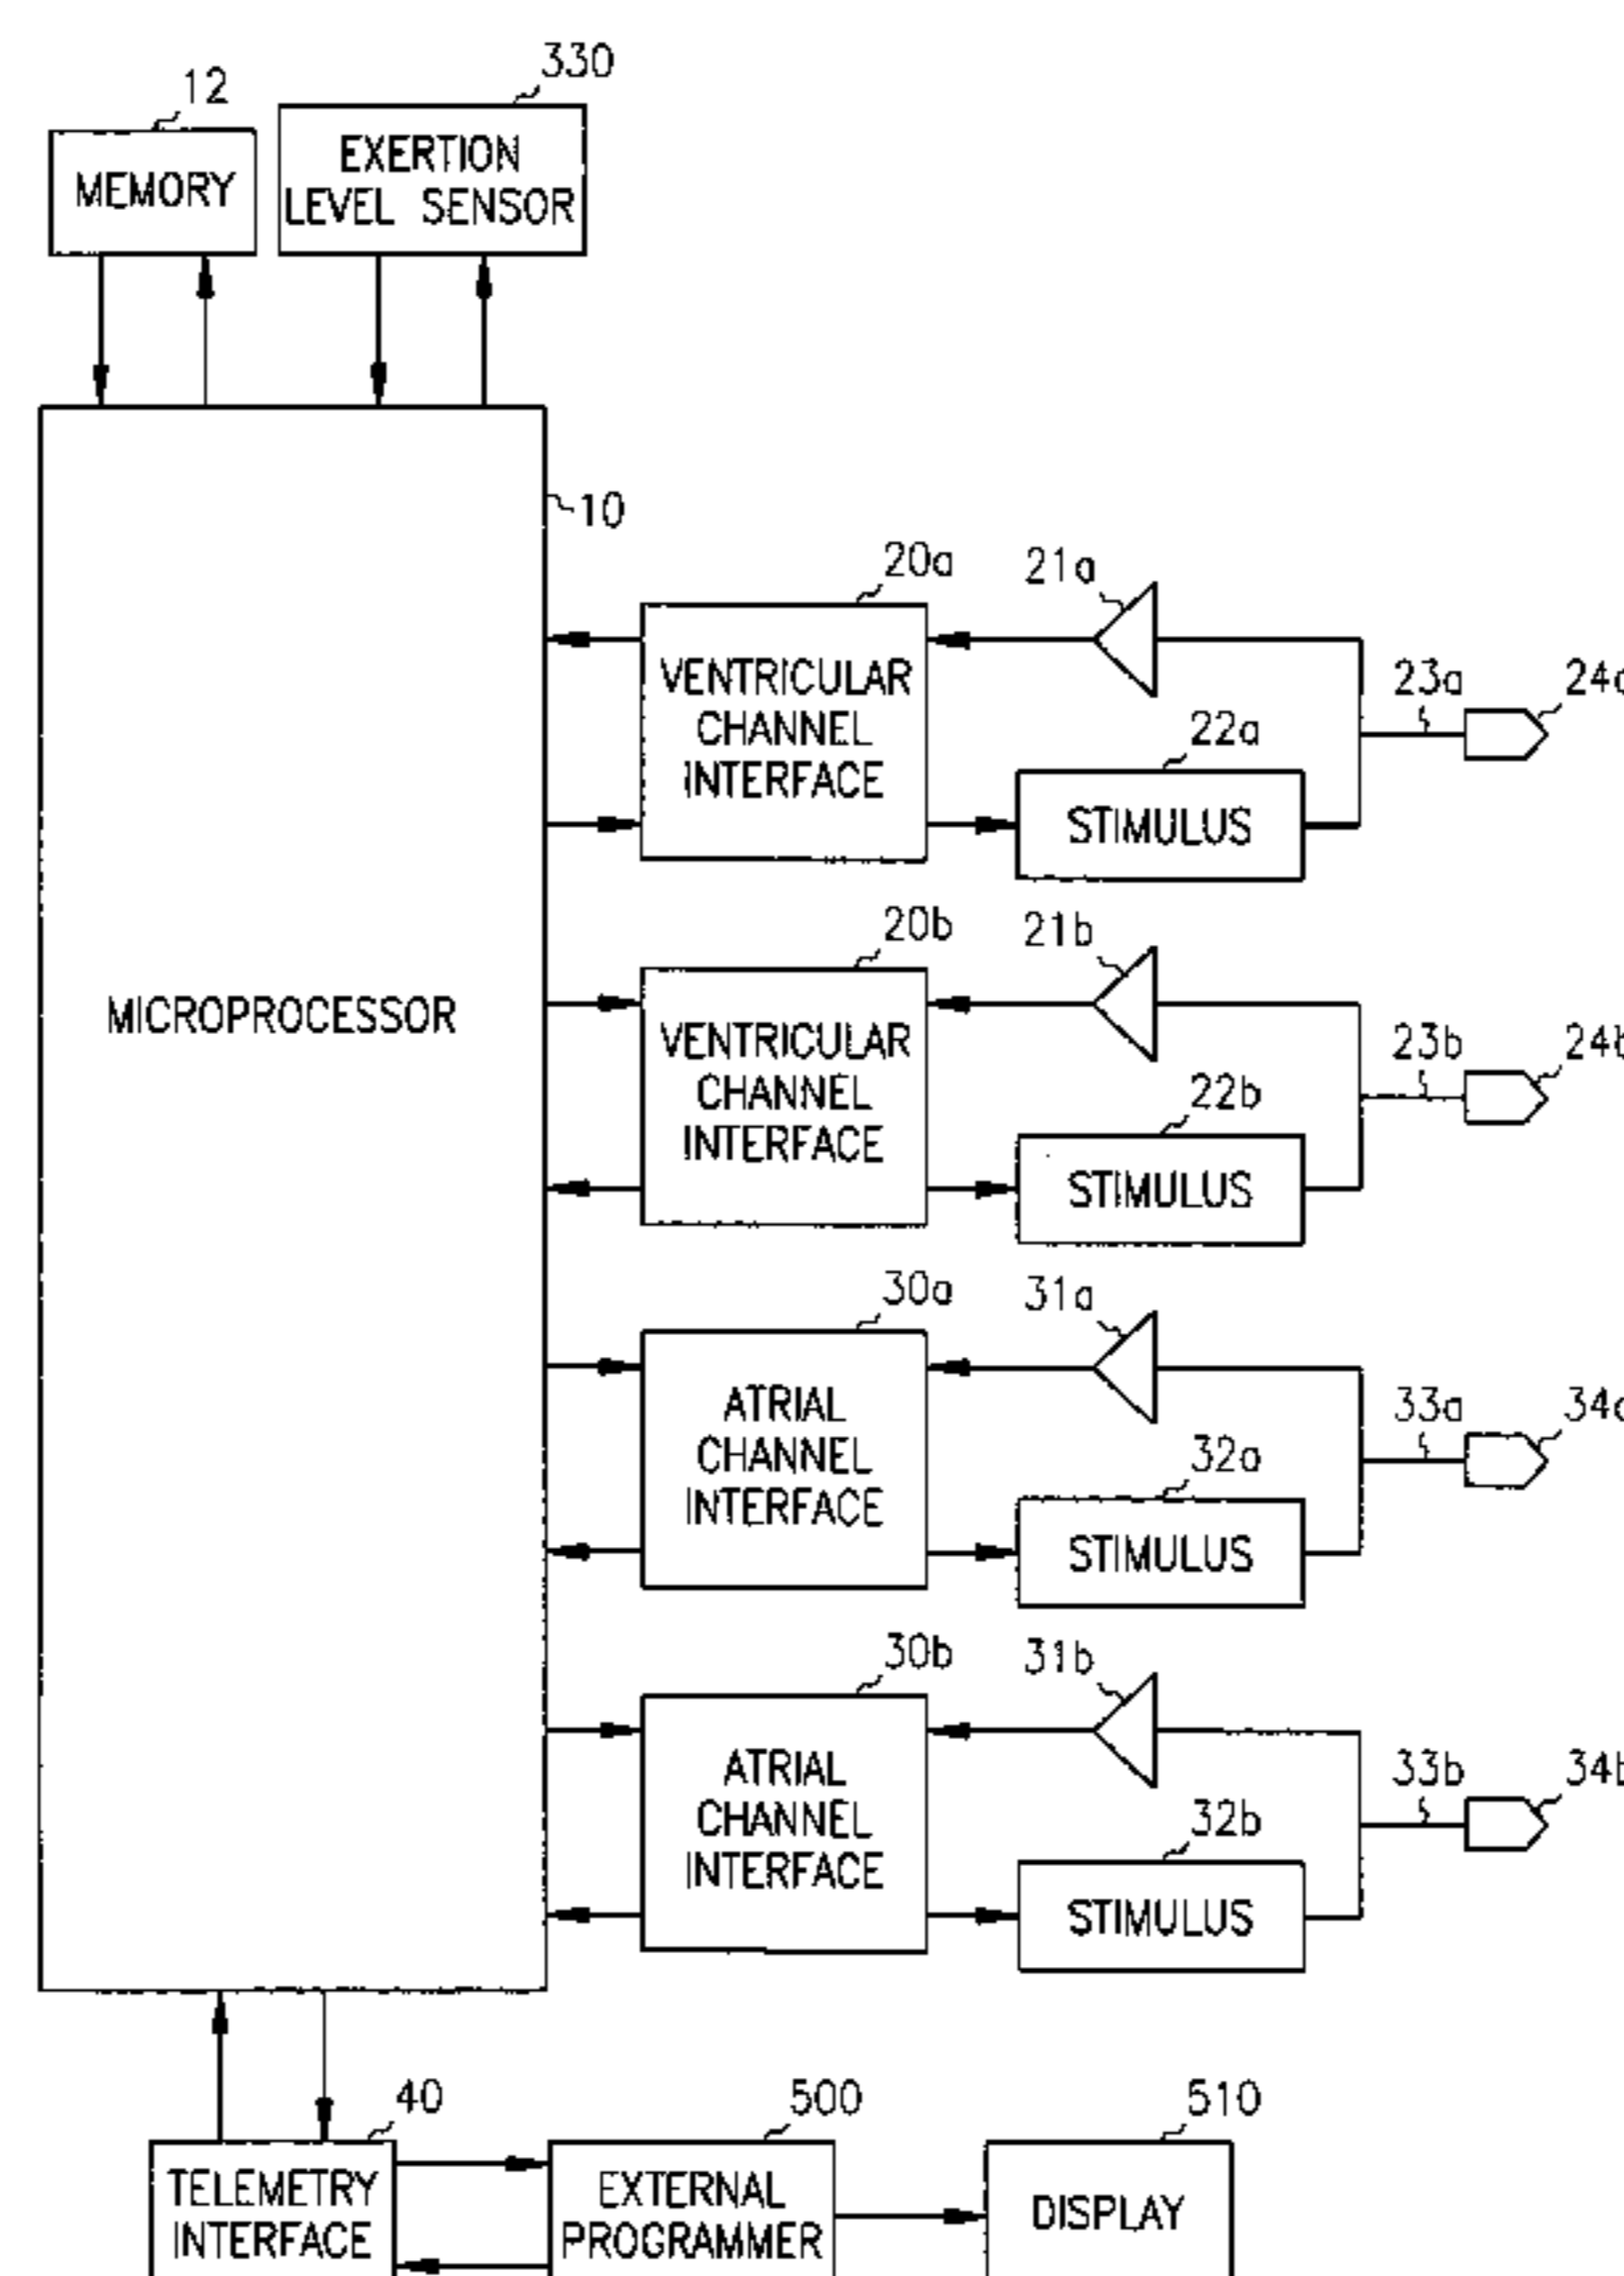 12
330
MEMORY
EXERTION
LEVEL SENSOR
10
20a
21a
VENTRICULAR
CHANNEL
INTERFACE
23a
22a
STIMULUS
20b
21b
24b
MICROPROCESSOR
VENTRICULAR
CHANNEL
INTERFACE
23b
22b
STIMULUS
30a
31a
ATRIAL
CHANNEL
INTERFACE
33a
32a
STIMULUS
30b
31b
ATRIAL
CHANNEL
INTERFACE
33b
34b
32b
STIMULUS
40
500
510
TELEMETRY
INTERFACE
EXTERNAL
PROGRAMMER
DISPLAY